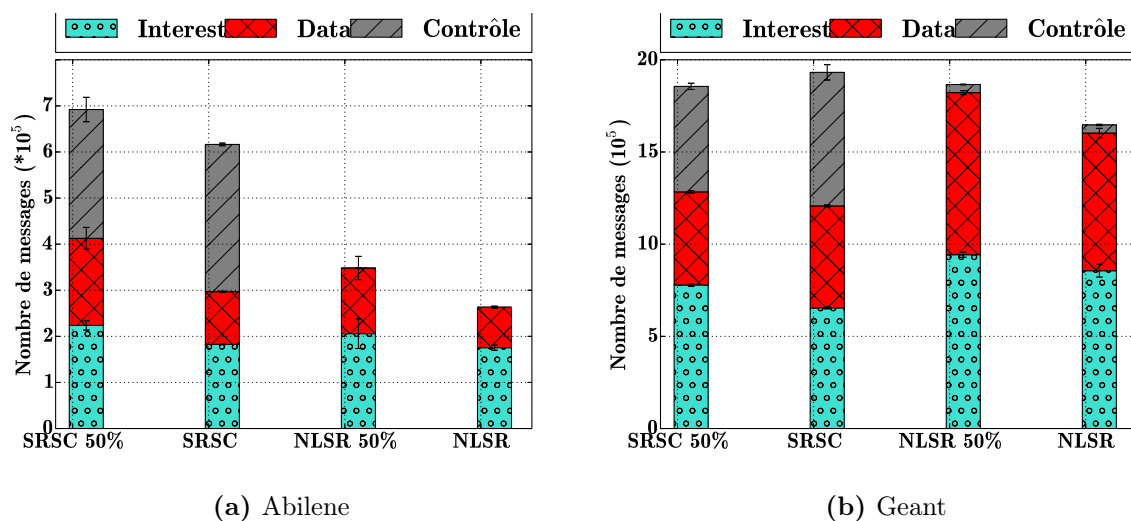 Interest Data Contrôle
Nombre de messages (*10^5)
7
6
5
4
3
2
1
0
SRSC 50% SRSC NLSR 50% NLSR
(a) Abilene
Interest Data Contrôle
Nombre de messages (10^5)
20
15
10
5
0
SRSC 50% SRSC NLSR 50% NLSR
(b) Geant